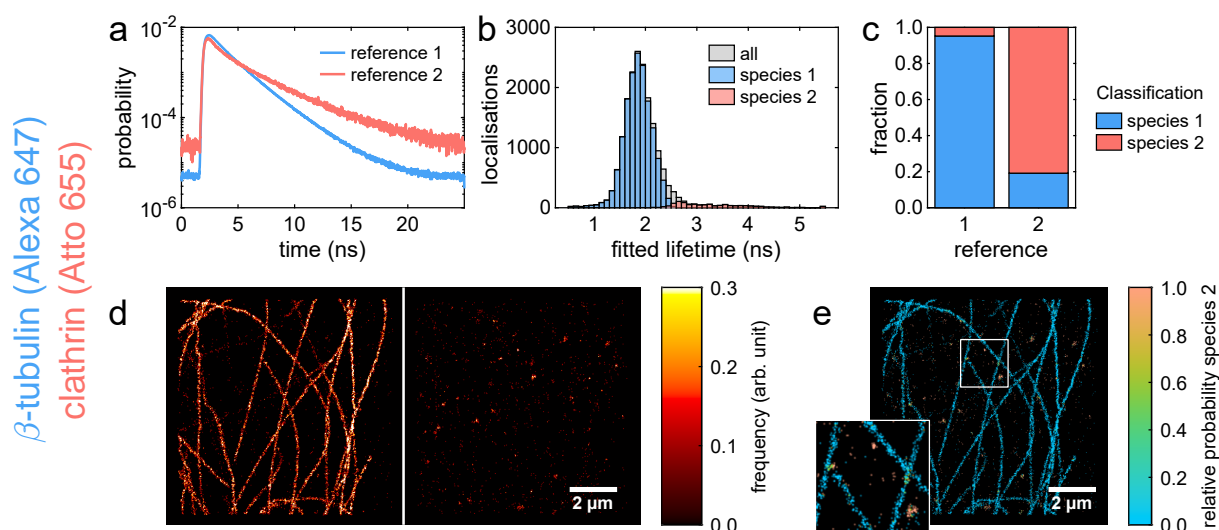 β-tubulin (Alexa 647)
clathrin (Atto 655)
a
10⁻²
10⁻⁴
10⁻⁶
probability
0
5
10
15
20
time (ns)
reference 1
reference 2
b
3000
2000
1000
0
localisations
1
2
3
4
5
fitted lifetime (ns)
all
species 1
species 2
c
1.0
0.8
0.6
0.4
0.2
0.0
fraction
1
2
reference
Classification
species 1
species 2
d
2 µm
0.3
0.2
0.1
0.0
frequency (arb. unit)
e
2 µm
1.0
0.8
0.6
0.4
0.2
0.0
relative probability species 2